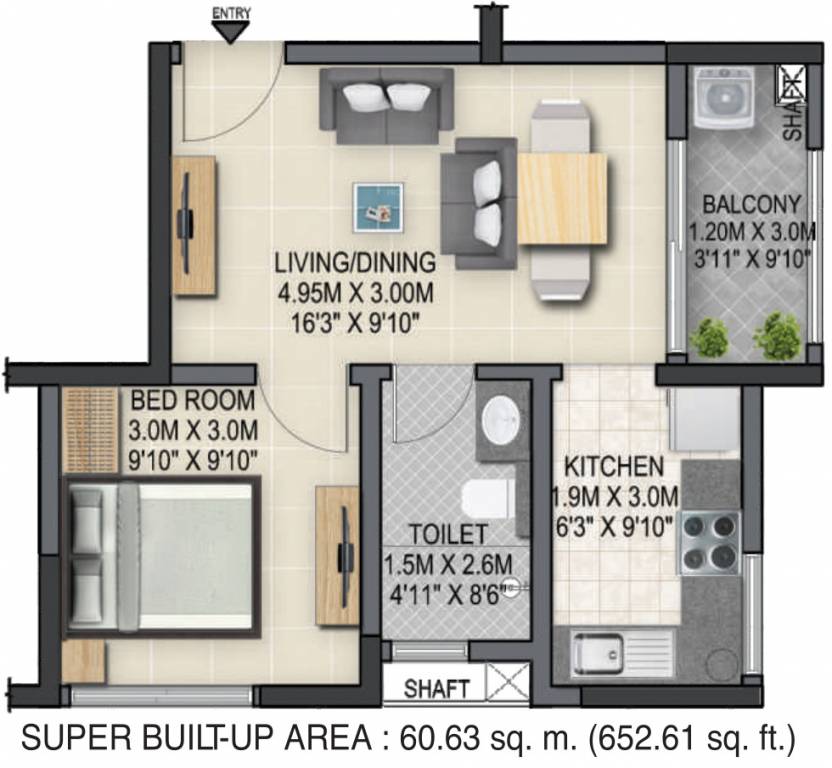 ENTRY
SHAFT
BALCONY
1.20M X 3.0M
3'11" X 9'10"
LIVING/DINING
4.95M X 3.00M
16'3" X 9'10"
BED ROOM
3.0M X 3.0M
9'10" X 9'10"
KITCHEN
1.9M X 3.0M
6'3" X 9'10"
TOILET
1.5M X 2.6M
4'11" X 8'6"
SHAFT
SUPER BUILT-UP AREA : 60.63 sq. m. (652.61 sq. ft.)